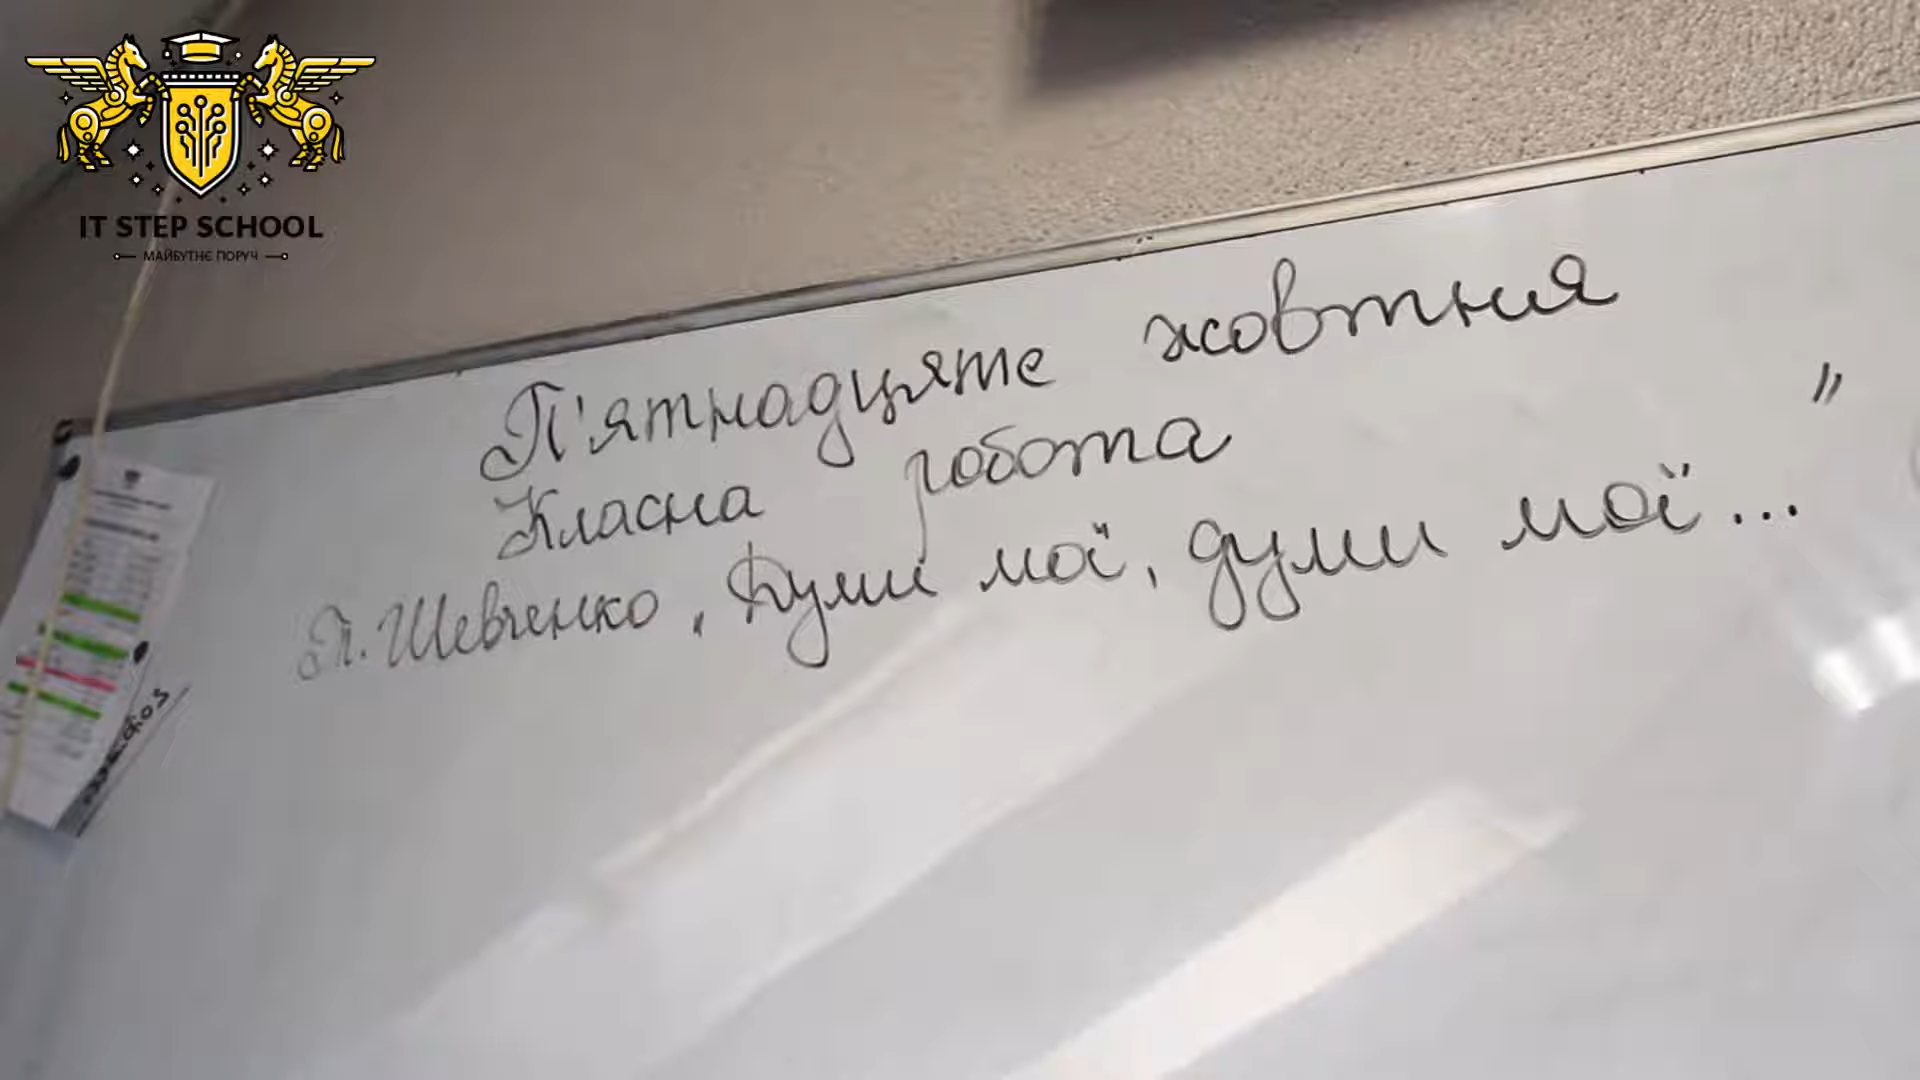 IT STEP SCHOOL
МАЙБУТНЄ ПОРУЧ
П'ятнадцяте жовтня
Класна робота
Т. Шевченко „Думи мої, думи мої..."